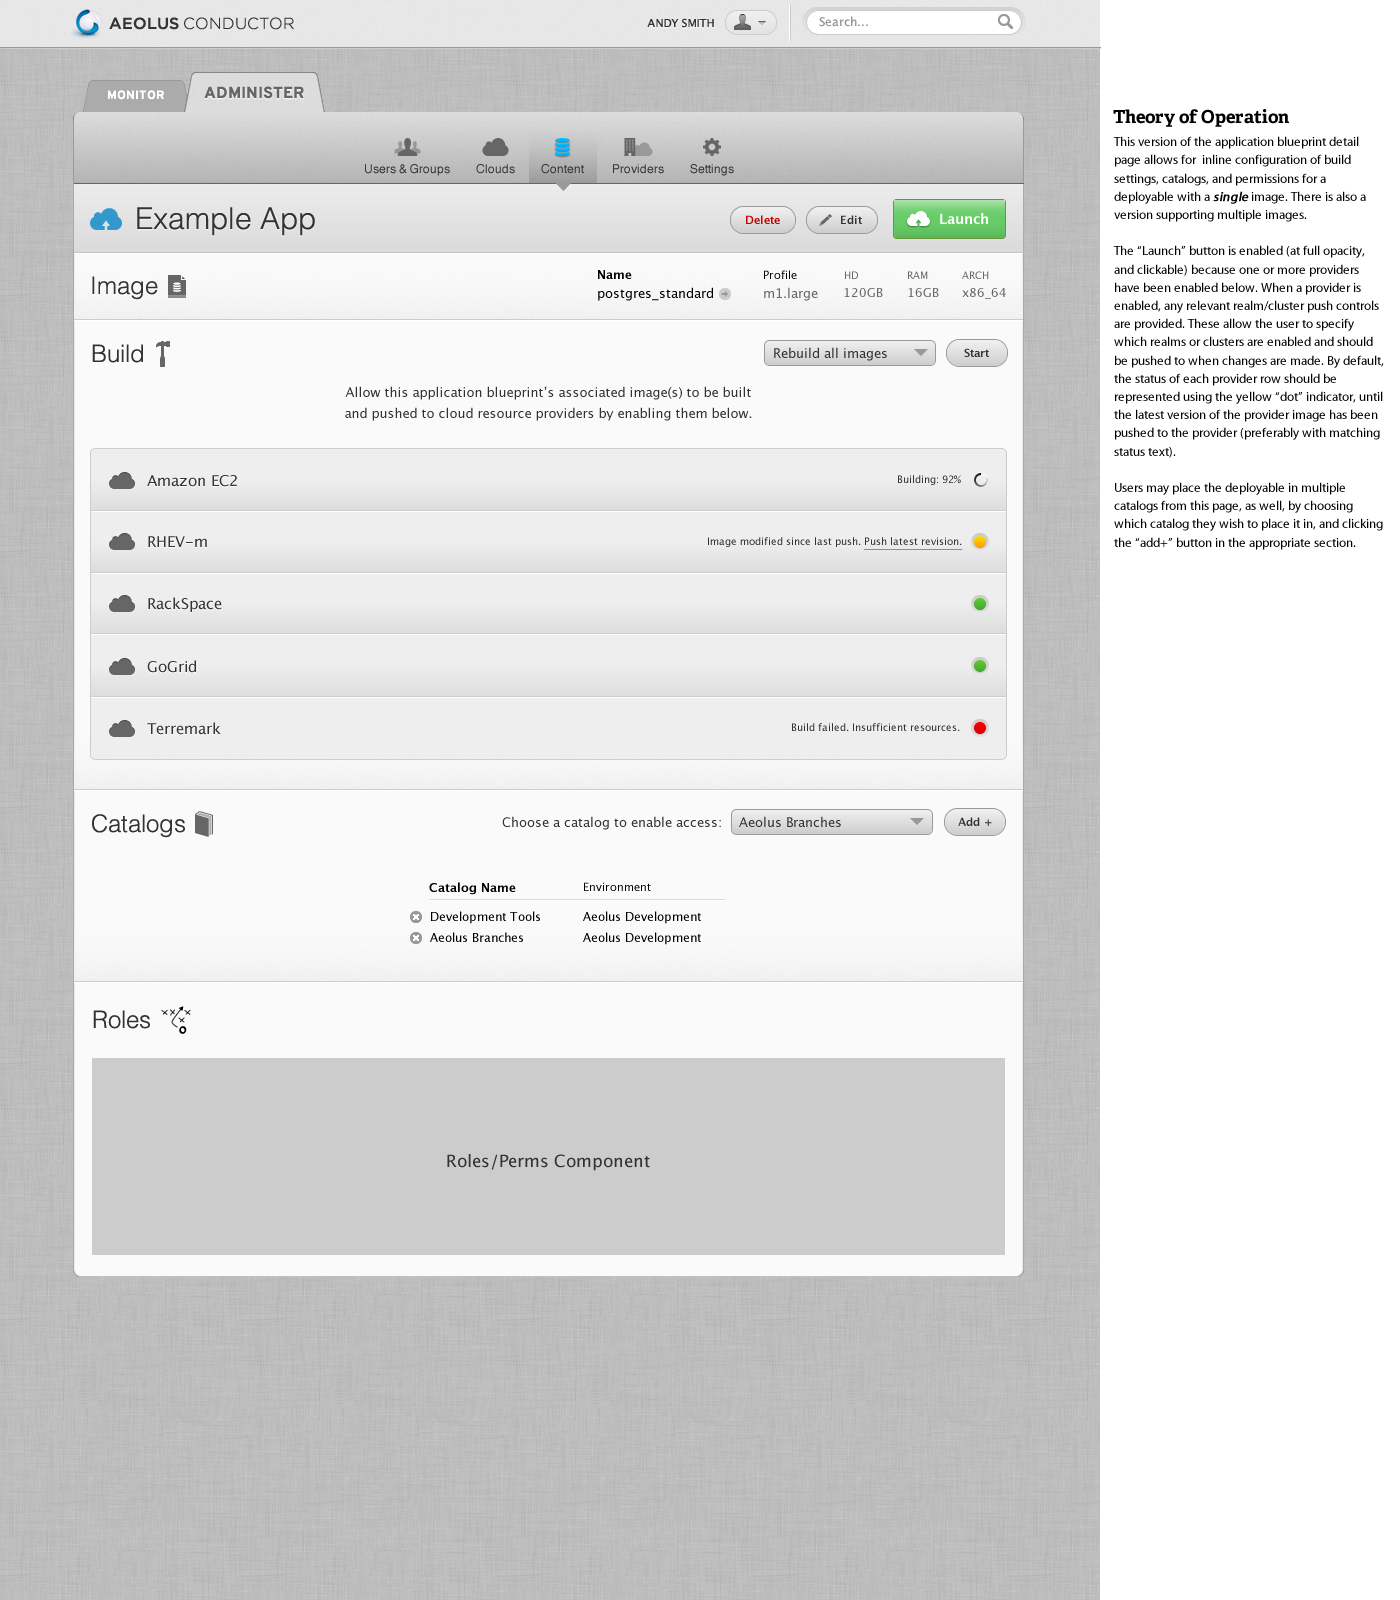 AEOLUS CONDUCTOR
ANDY SMITH
Search...
MONITOR
ADMINISTER
Users & Groups
Clouds
Content
Providers
Settings
Example App
Delete
Edit
Launch
Image
Name
Profile
HD
RAM
ARCH
postgres_standard
m1.large
120GB
16GB
x86_64
Build
Rebuild all images
Start
Allow this application blueprint's associated image(s) to be built
and pushed to cloud resource providers by enabling them below.
Amazon EC2
Building: 92%
RHEV-m
Image modified since last push. Push latest revision.
RackSpace
GoGrid
Terremark
Build failed. Insufficient resources.
Catalogs
Choose a catalog to enable access:
Aeolus Branches
Add +
Catalog Name
Environment
Development Tools
Aeolus Development
Aeolus Branches
Aeolus Development
Roles
Roles/Perms Component
Theory of Operation
This version of the application blueprint detail
page allows for inline configuration of build
settings, catalogs, and permissions for a
deployable with a single image. There is also a
version supporting multiple images.
The “Launch” button is enabled (at full opacity,
and clickable) because one or more providers
have been enabled below. When a provider is
enabled, any relevant realm/cluster push controls
are provided. These allow the user to specify
which realms or clusters are enabled and should
be pushed to when changes are made. By default,
the status of each provider row should be
represented using the yellow “dot” indicator, until
the latest version of the provider image has been
pushed to the provider (preferably with matching
status text).
Users may place the deployable in multiple
catalogs from this page, as well, by choosing
which catalog they wish to place it in, and clicking
the “add+” button in the appropriate section.